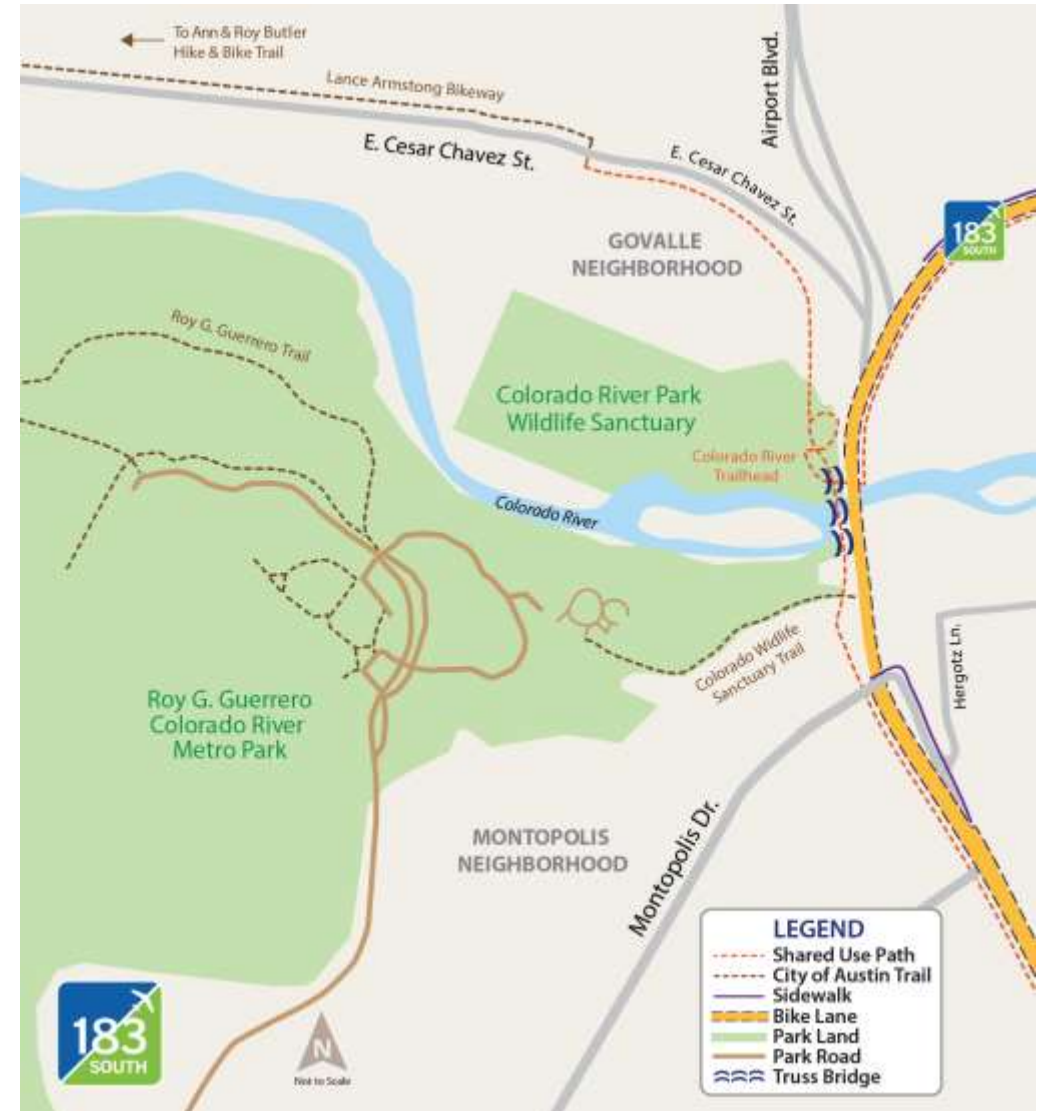 To Ann & Roy Butler
Hike & Bike Trail
Lance Armstong Bikeway
E. Cesar Chavez St.
E. Cesar Chavez St.
Airport Blvd.
183
SOUTH
GOVALLE
NEIGHBORHOOD
Roy G. Guerrero Trail
Colorado River Park
Wildlife Sanctuary
Colorado River
Trailhead
Colorado River
Colorado Widlife
Sanctuary Trail
Hergotz Ln.
Roy G. Guerrero
Colorado River
Metro Park
MONTOPOLIS
NEIGHBORHOOD
Montopolis Dr.
LEGEND
Shared Use Path
City of Austin Trail
Sidewalk
Bike Lane
Park Land
Park Road
Truss Bridge
183
SOUTH
N
Not to Scale